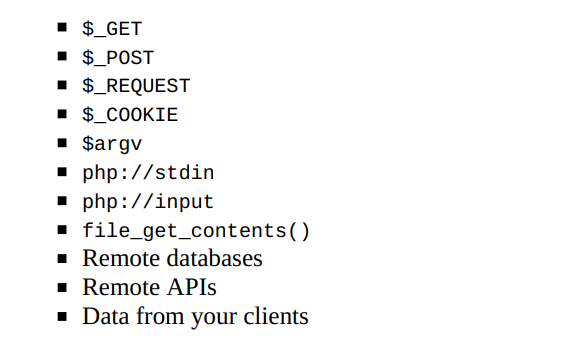 $_GET
$_POST
$_REQUEST
$_COOKIE
$argv
php://stdin
php://input
file_get_contents()
Remote databases
Remote APIs
Data from your clients